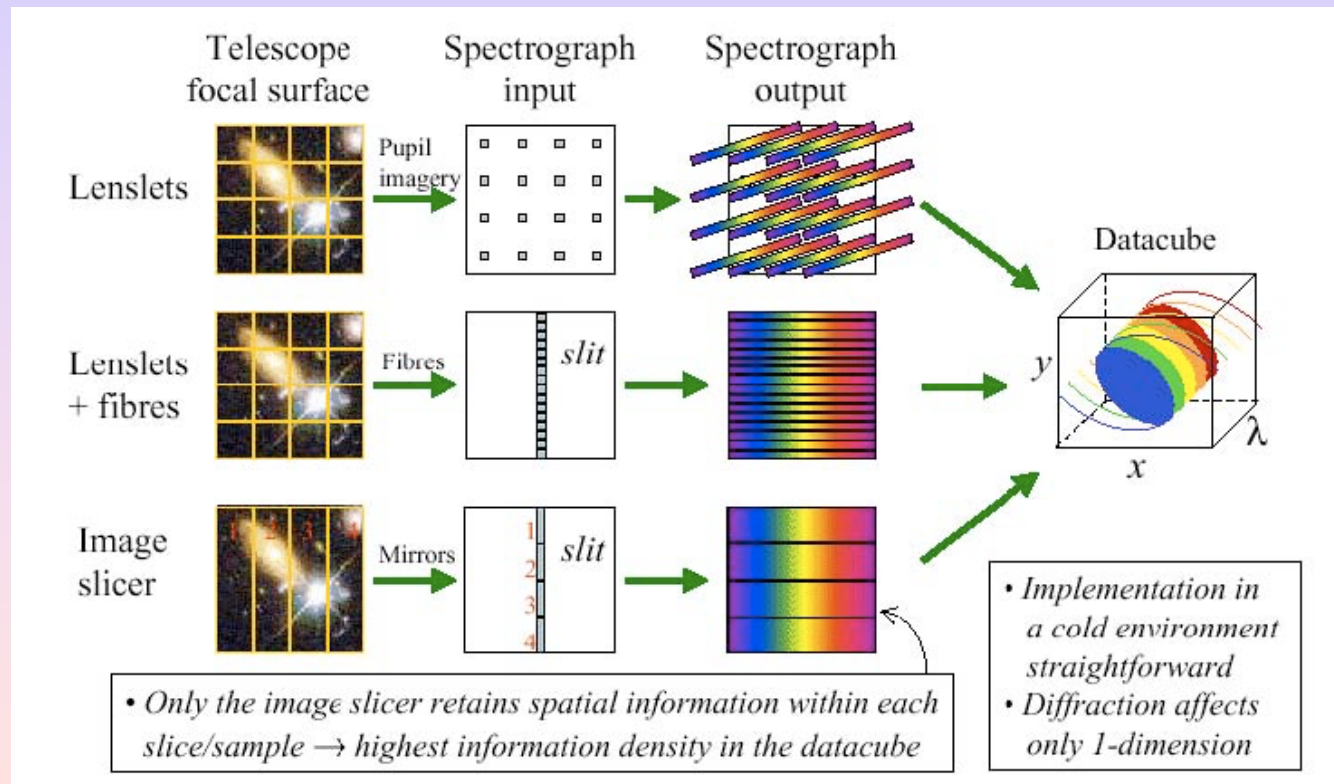 Telescope
focal surface
Spectrograph
input
Spectrograph
output
Lenslets
Pupil
imagery
Datacube
y
x
λ
Lenslets
+ fibres
Fibres
slit
Image
slicer
1 2 3 4
Mirrors
1
2
3
4
slit
• Only the image slicer retains spatial information within each
slice/sample → highest information density in the datacube
• Implementation in
a cold environment
straightforward
• Diffraction affects
only 1-dimension